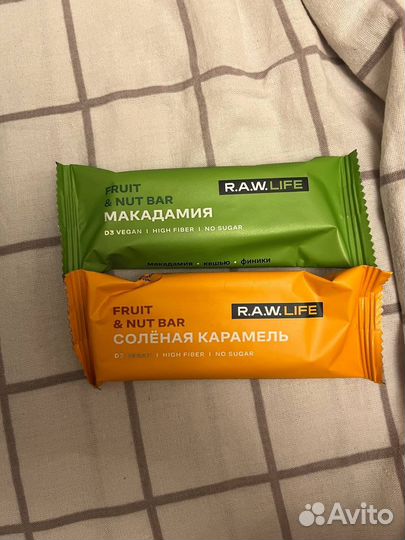 FRUIT
& NUT BAR
R.A.W. LIFE
МАКАДАМИЯ
D3 VEGAN | HIGH FIBER | NO SUGAR
макадамия • кешью • финики
FRUIT
& NUT BAR
R.A.W. LIFE
СОЛЁНАЯ КАРАМЕЛЬ
HIGH FIBER | NO SUGAR
Avito